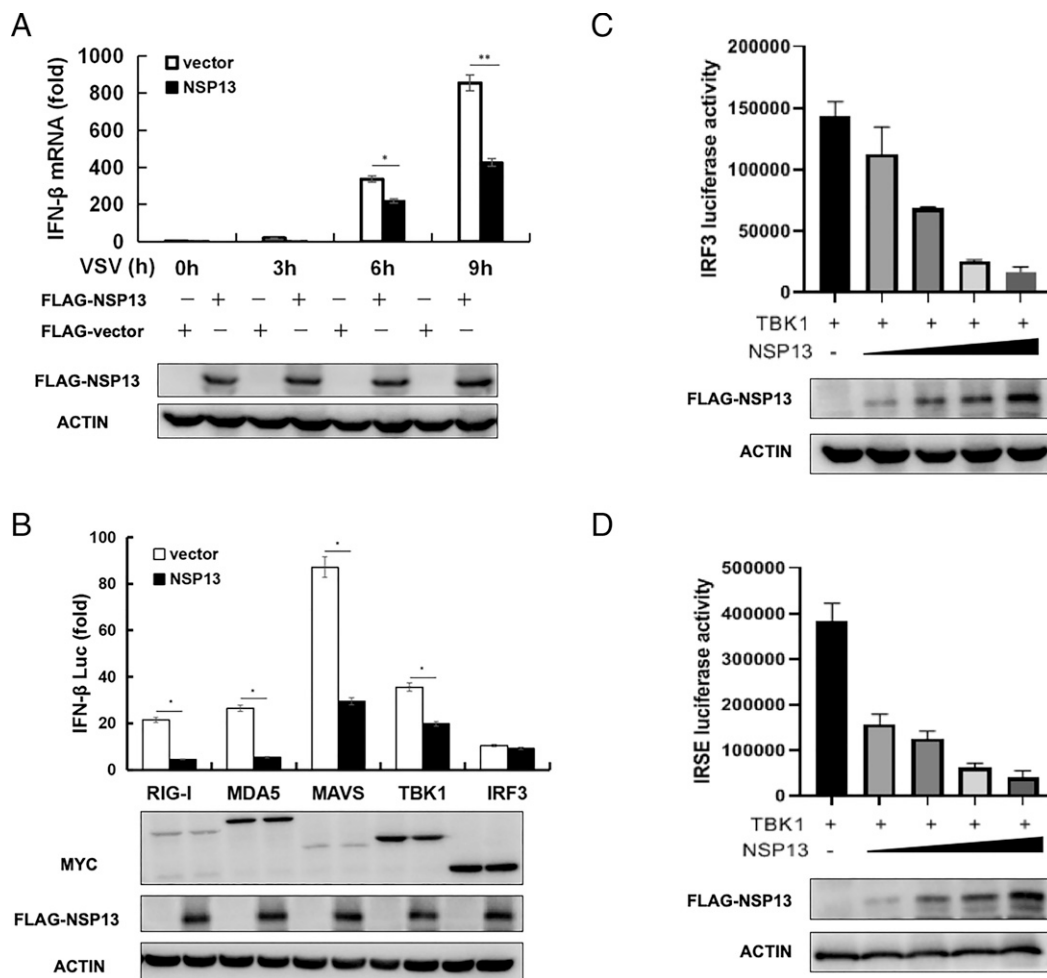 A
IFN-β mRNA (fold)
1000
800
600
400
200
0
vector
NSP13
*
**
VSV (h) 0h 3h 6h 9h
FLAG-NSP13 — + — + — + — +
FLAG-vector + — + — + — + —
FLAG-NSP13
ACTIN
B
IFN-β Luc (fold)
100
80
60
40
20
0
vector
NSP13
* * * *
RIG-I MDA5 MAVS TBK1 IRF3
MYC
FLAG-NSP13
ACTIN
C
IRF3 luciferase activity
200000
150000
100000
50000
0
TBK1 + + + + +
NSP13 -
FLAG-NSP13
ACTIN
D
IRSE luciferase activity
500000
400000
300000
200000
100000
0
TBK1 + + + + +
NSP13 -
FLAG-NSP13
ACTIN